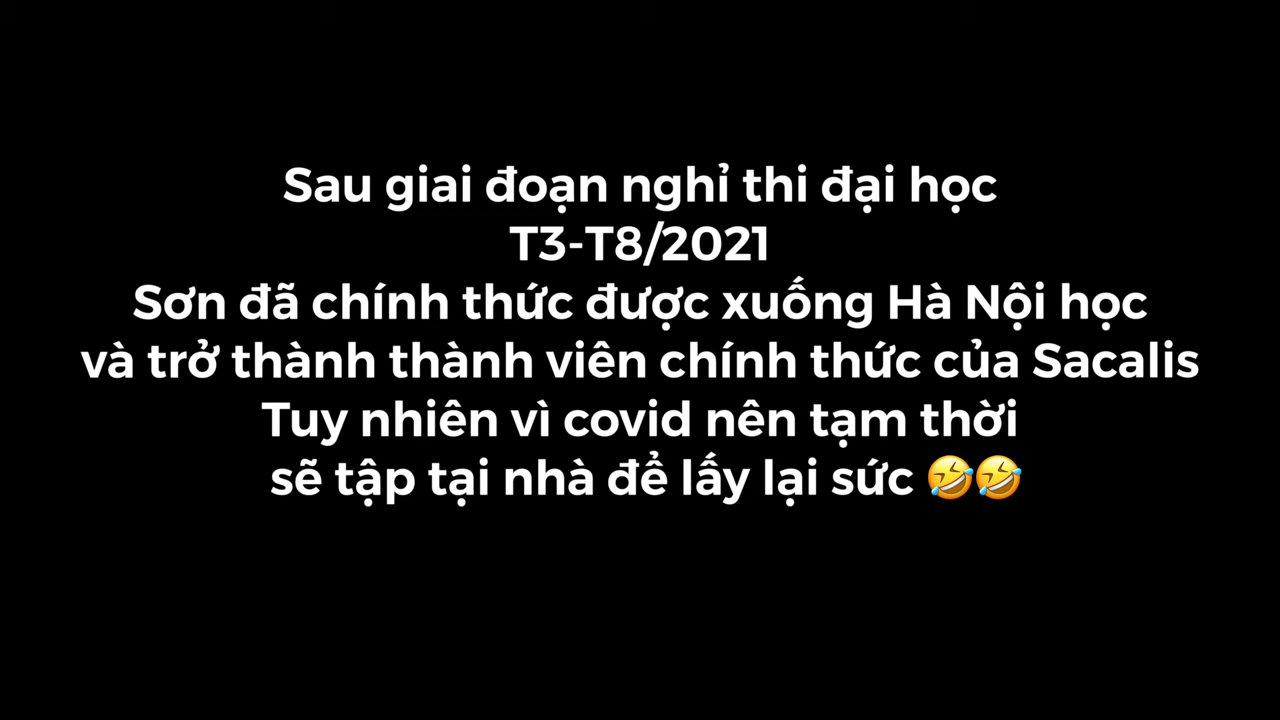 Sau giai đoạn nghỉ thi đại học
T3-T8/2021
Sơn đã chính thức được xuống Hà Nội học
và trở thành thành viên chính thức của Sacalis
Tuy nhiên vì covid nên tạm thời
sẽ tập tại nhà để lấy lại sức 🤣🤣